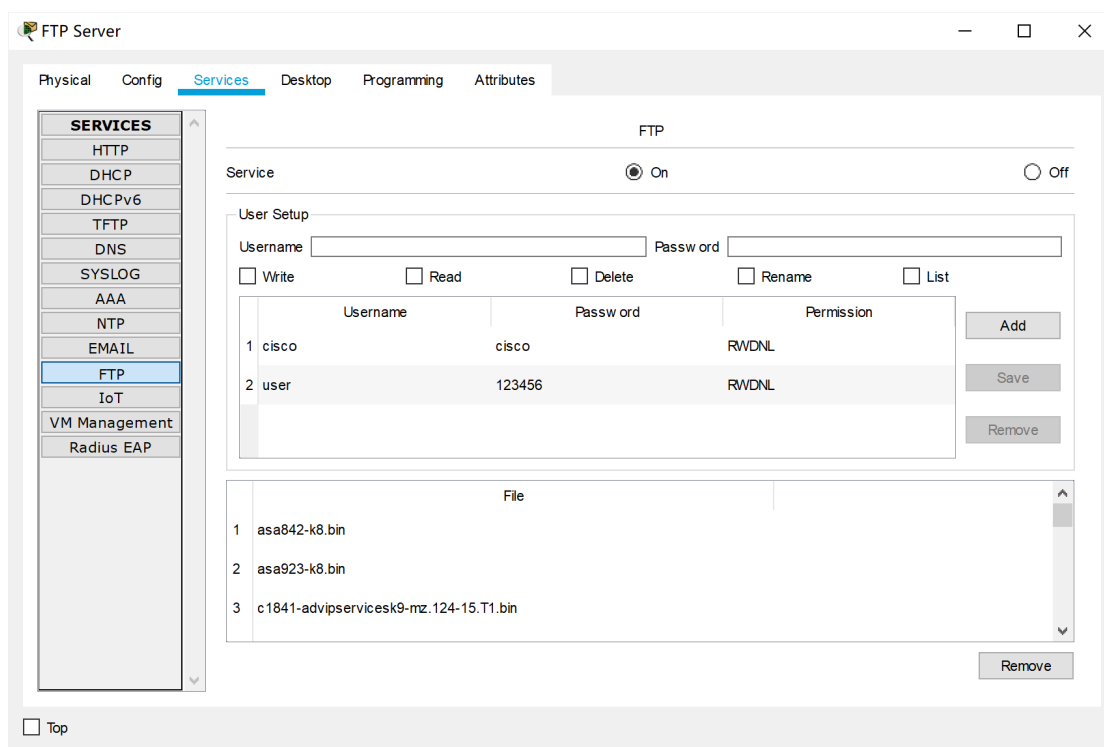 FTP Server
Physical Config Services Desktop Programming Attributes
SERVICES
HTTP
DHCP
DHCPv6
TFTP
DNS
SYSLOG
AAA
NTP
EMAIL
FTP
IoT
VM Management
Radius EAP
FTP
Service On Off
User Setup
Username Password
Write Read Delete Rename List
Username Password Permission
1 cisco cisco RWDNL
2 user 123456 RWDNL
Add
Save
Remove
File
1 asa842-k8.bin
2 asa923-k8.bin
3 c1841-advipservicesk9-mz.124-15.T1.bin
Remove
Top